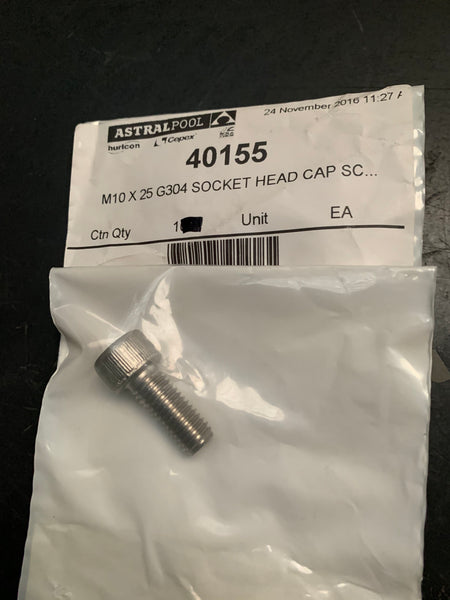 24 November 2016 11:27 A
ASTRALPOOL
hurlcon Cepex
40155
M10 X 25 G304 SOCKET HEAD CAP SC...
Ctn Qty 1 Unit EA